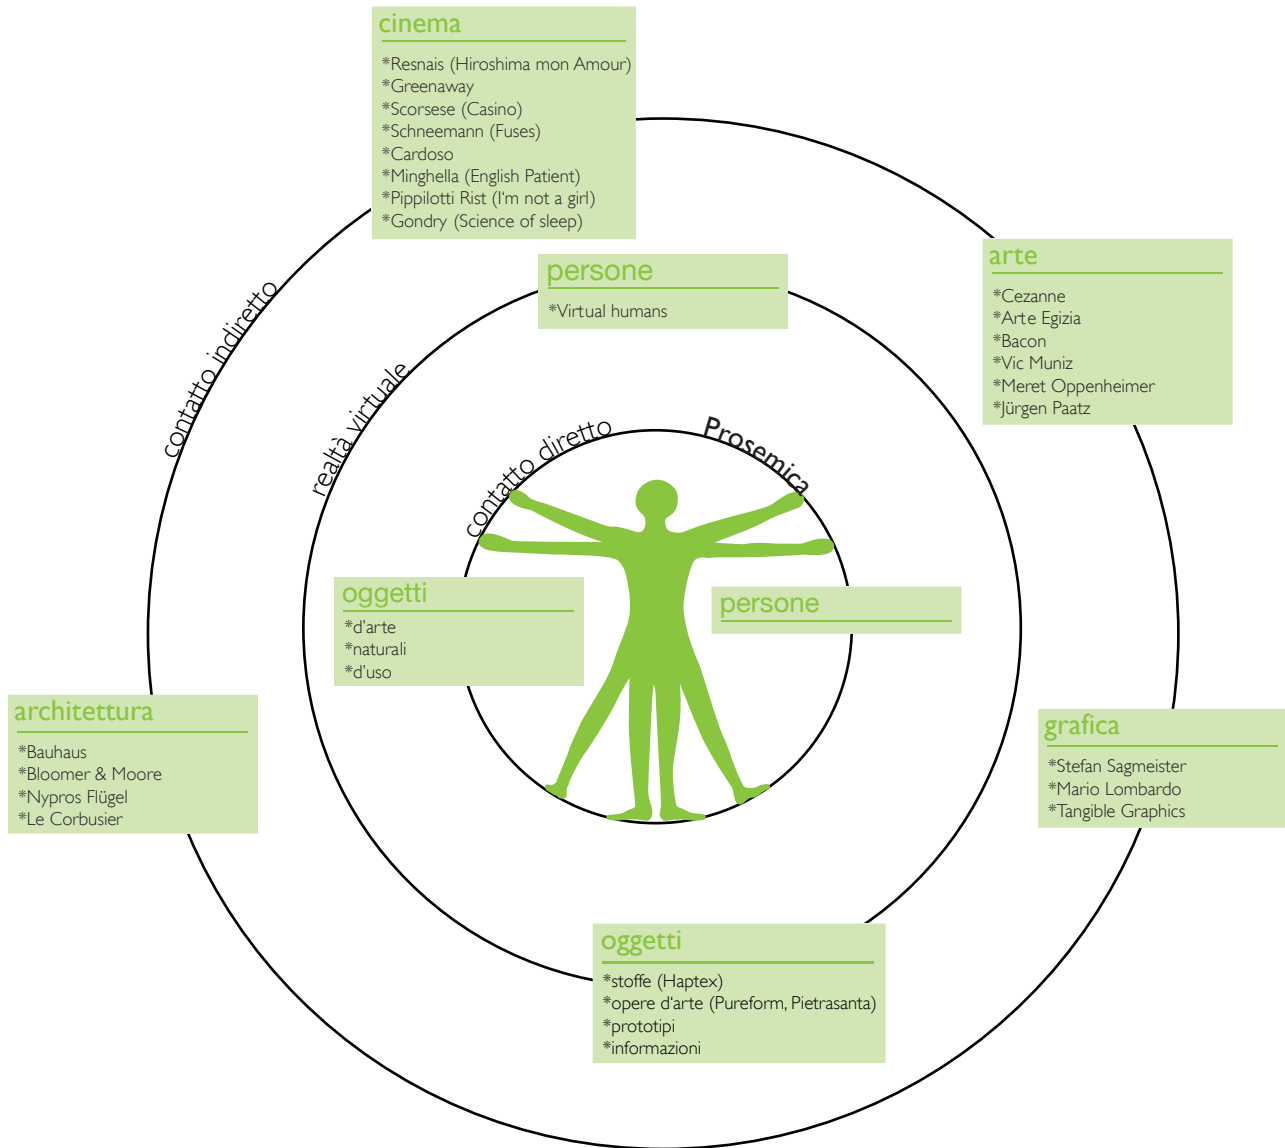 cinema
*Resnais (Hiroshima mon Amour)
*Greenaway
*Scorsese (Casino)
*Schneemann (Fuses)
*Cardoso
*Minghella (English Patient)
*Pippilotti Rist (I'm not a girl)
*Gondry (Science of sleep)
arte
*Cezanne
*Arte Egizia
*Bacon
*Vic Muniz
*Meret Oppenheimer
*Jürgen Paatz
persone
*Virtual humans
contatto indiretto
realtà virtuale
contatto diretto
Prosemica
oggetti
*d'arte
*naturali
*d'uso
persone
architettura
*Bauhaus
*Bloomer & Moore
*Nypros Flügel
*Le Corbusier
grafica
*Stefan Sagmeister
*Mario Lombardo
*Tangible Graphics
oggetti
*stoffe (Haptex)
*opere d'arte (Pureform, Pietrasanta)
*prototipi
*informazioni